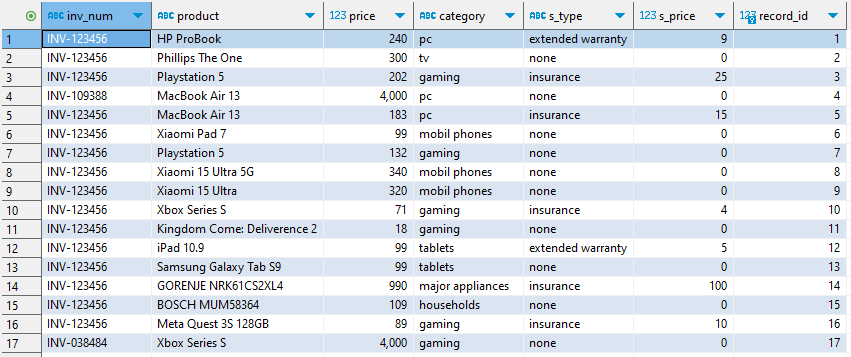 inv_num product 123 price category s_type 123 s_price 123 record_id
1 INV-123456 HP ProBook 240 pc extended warranty 9 1
2 INV-123456 Phillips The One 300 tv none 0 2
3 INV-123456 Playstation 5 202 gaming insurance 25 3
4 INV-109388 MacBook Air 13 4,000 pc none 0 4
5 INV-123456 MacBook Air 13 183 pc insurance 15 5
6 INV-123456 Xiaomi Pad 7 99 mobil phones none 0 6
7 INV-123456 Playstation 5 132 gaming none 0 7
8 INV-123456 Xiaomi 15 Ultra 5G 340 mobil phones none 0 8
9 INV-123456 Xiaomi 15 Ultra 320 mobil phones none 0 9
10 INV-123456 Xbox Series S 71 gaming insurance 4 10
11 INV-123456 Kingdom Come: Deliverence 2 18 gaming none 0 11
12 INV-123456 iPad 10.9 99 tablets extended warranty 5 12
13 INV-123456 Samsung Galaxy Tab S9 99 tablets none 0 13
14 INV-123456 GORENJE NRK61CS2XL4 990 major appliances insurance 100 14
15 INV-123456 BOSCH MUM58364 109 households none 0 15
16 INV-123456 Meta Quest 3S 128GB 89 gaming insurance 10 16
17 INV-038484 Xbox Series S 4,000 gaming none 0 17